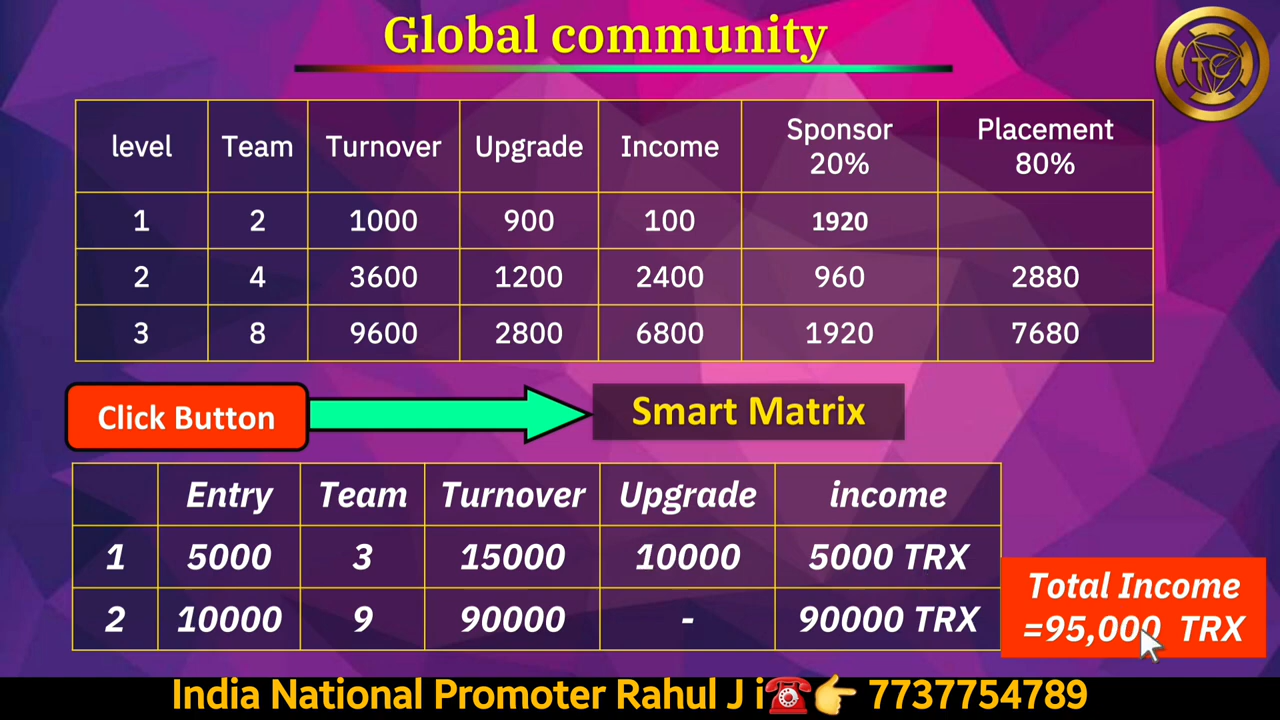 Global community
TC
level Team Turnover Upgrade Income Sponsor 20% Placement 80%
1 2 1000 900 100 1920
2 4 3600 1200 2400 960 2880
3 8 9600 2800 6800 1920 7680
Click Button Smart Matrix
Entry Team Turnover Upgrade income
1 5000 3 15000 10000 5000 TRX
2 10000 9 90000 - 90000 TRX
Total Income
=95,000 TRX
India National Promoter Rahul J i☎️👉 7737754789